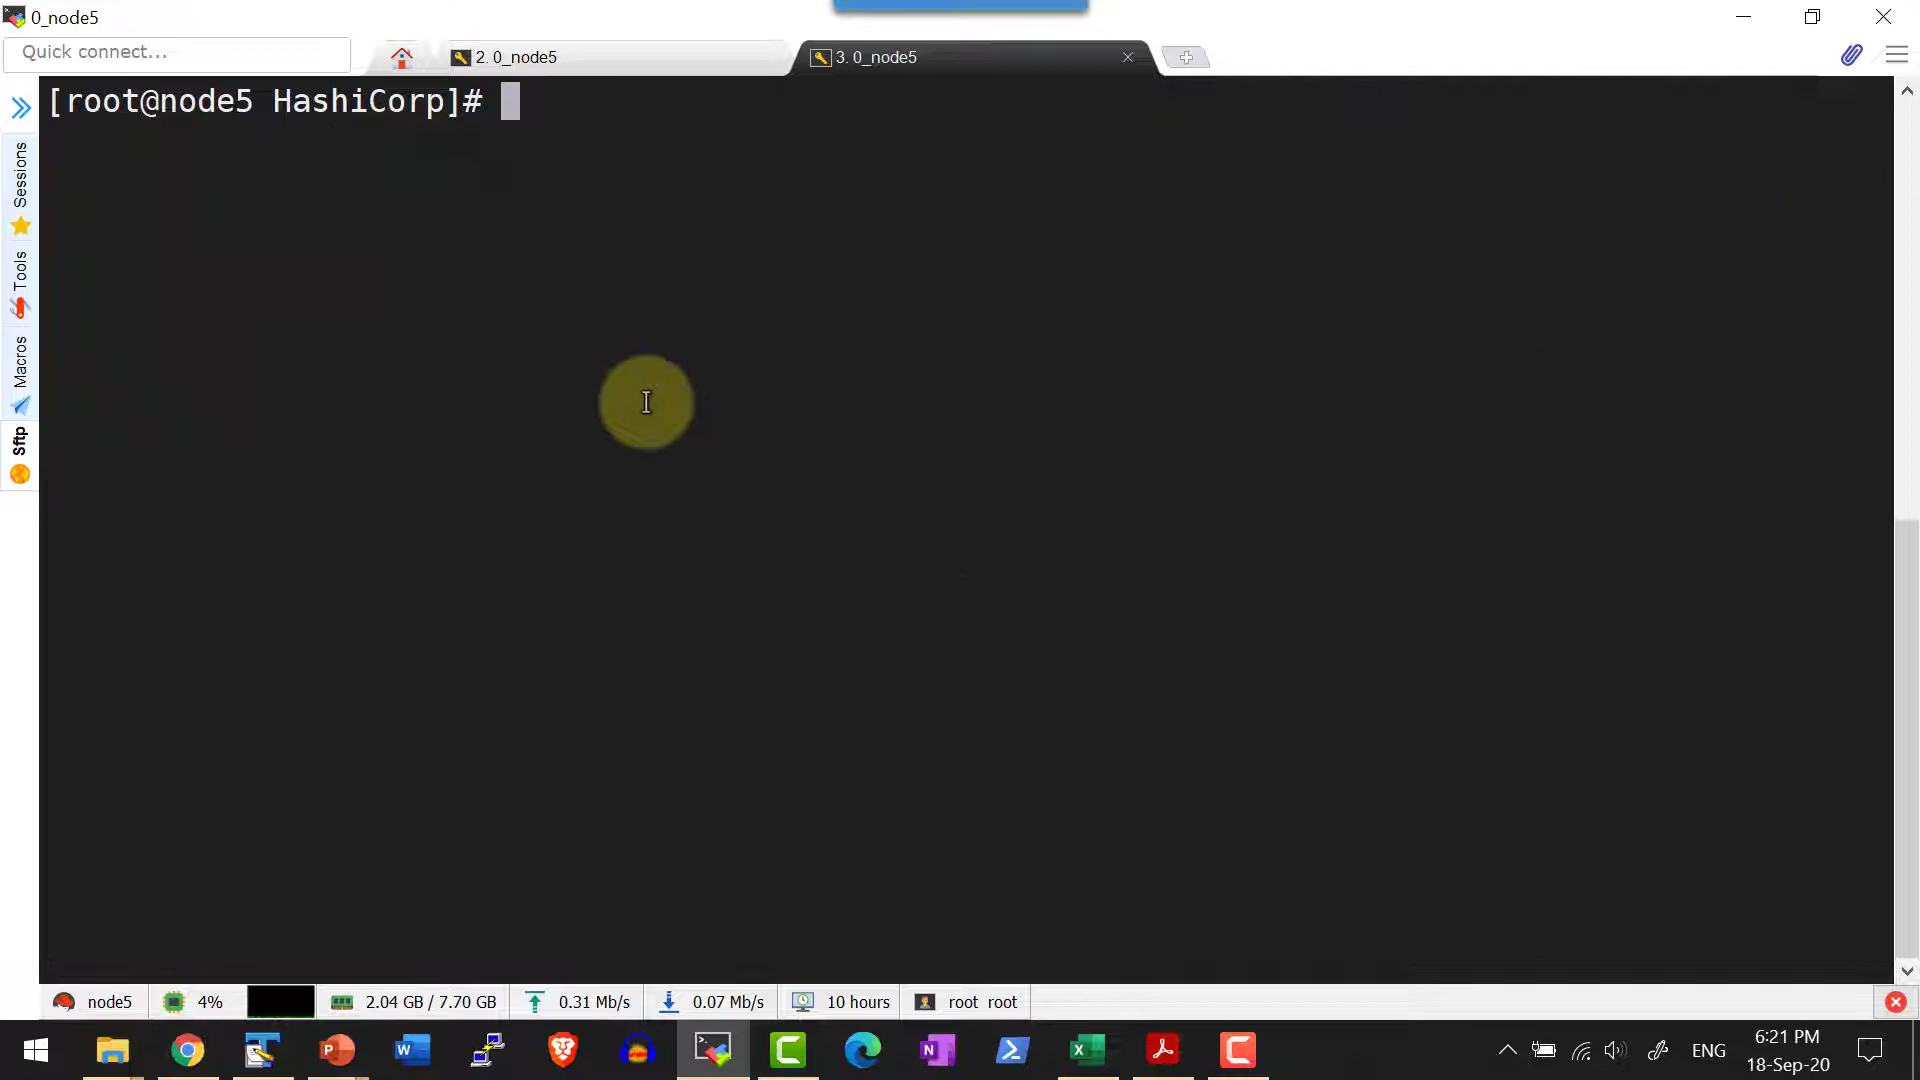 0_node5
Quick connect...
2. 0_node5
3. 0_node5
[root@node5 HashiCorp]#
Sessions
Tools
Macros
Sftp
node5
4%
2.04 GB / 7.70 GB
0.31 Mb/s
0.07 Mb/s
10 hours
root root
ENG
6:21 PM
18-Sep-20